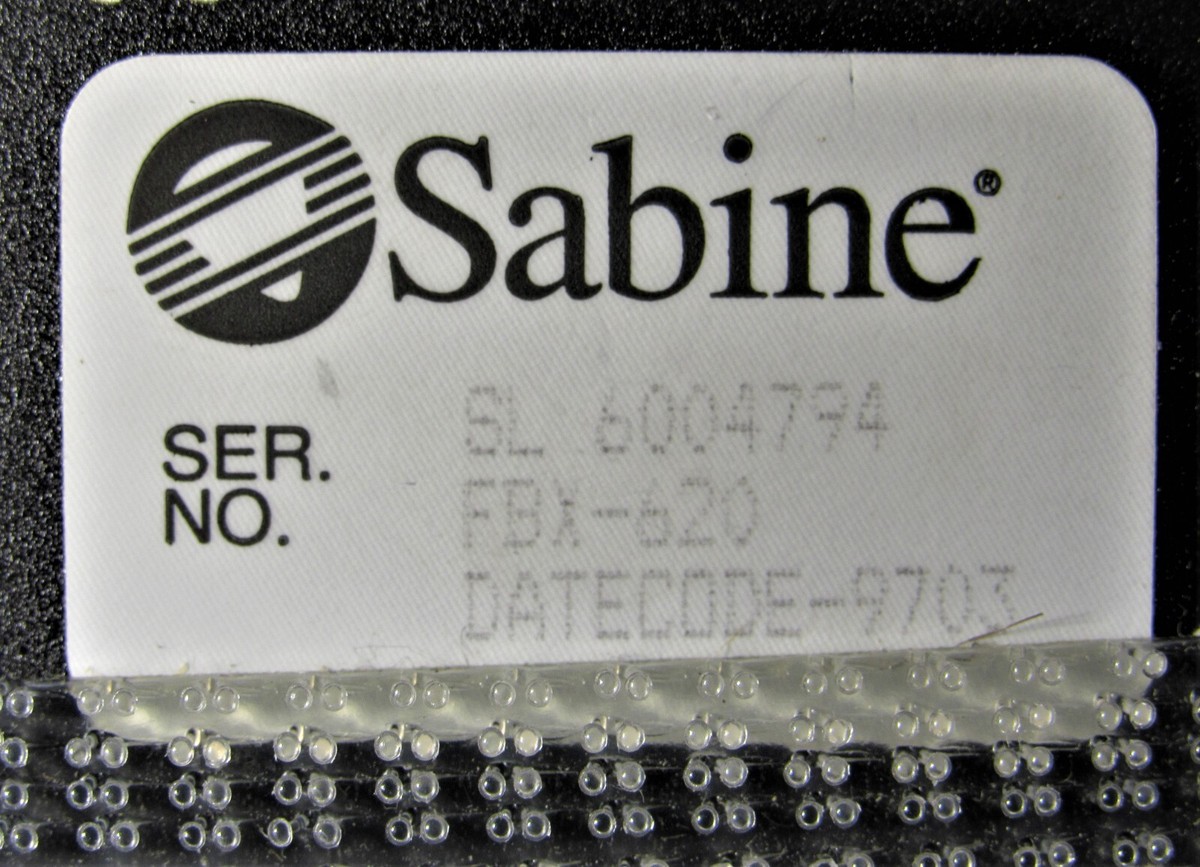 Sabine®
SER. NO.
SL 6004794
FBX-620
DATECODE-9703